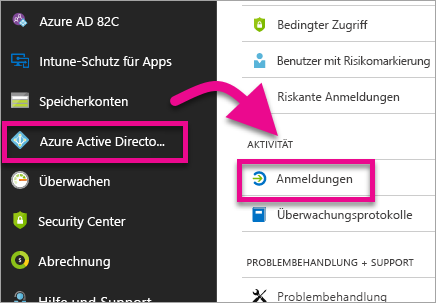 Azure AD 82C
Intune-Schutz für Apps
Speicherkonten
Azure Active Directo...
Überwachen
Security Center
Abrechnung
Hilfe und Support
Bedingter Zugriff
Benutzer mit Risikomarkierung
Riskante Anmeldungen
AKTIVITÄT
Anmeldungen
Überwachungsprotokolle
PROBLEMBEHANDLUNG + SUPPORT
Problembehandlung